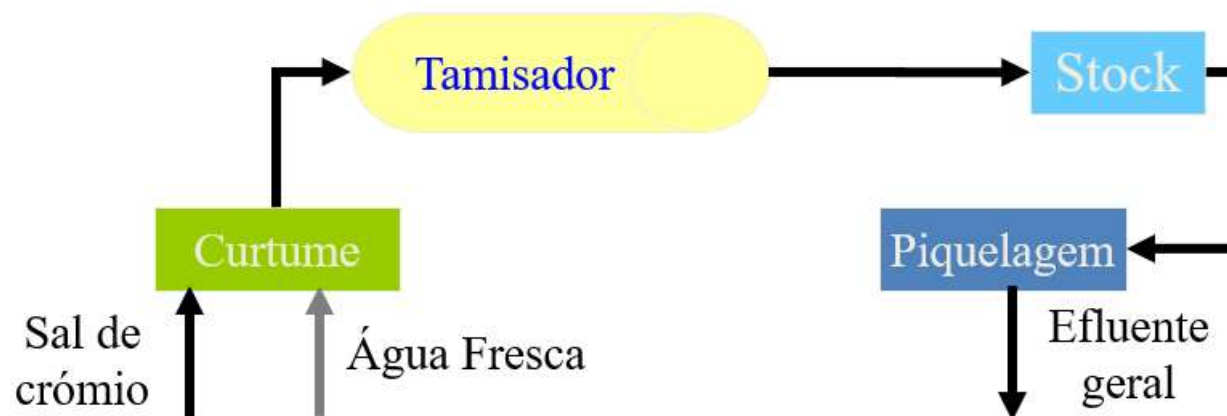 Tamisador
Stock
Curtume
Piquelagem
Sal de
crómio
Água Fresca
Efluente
geral